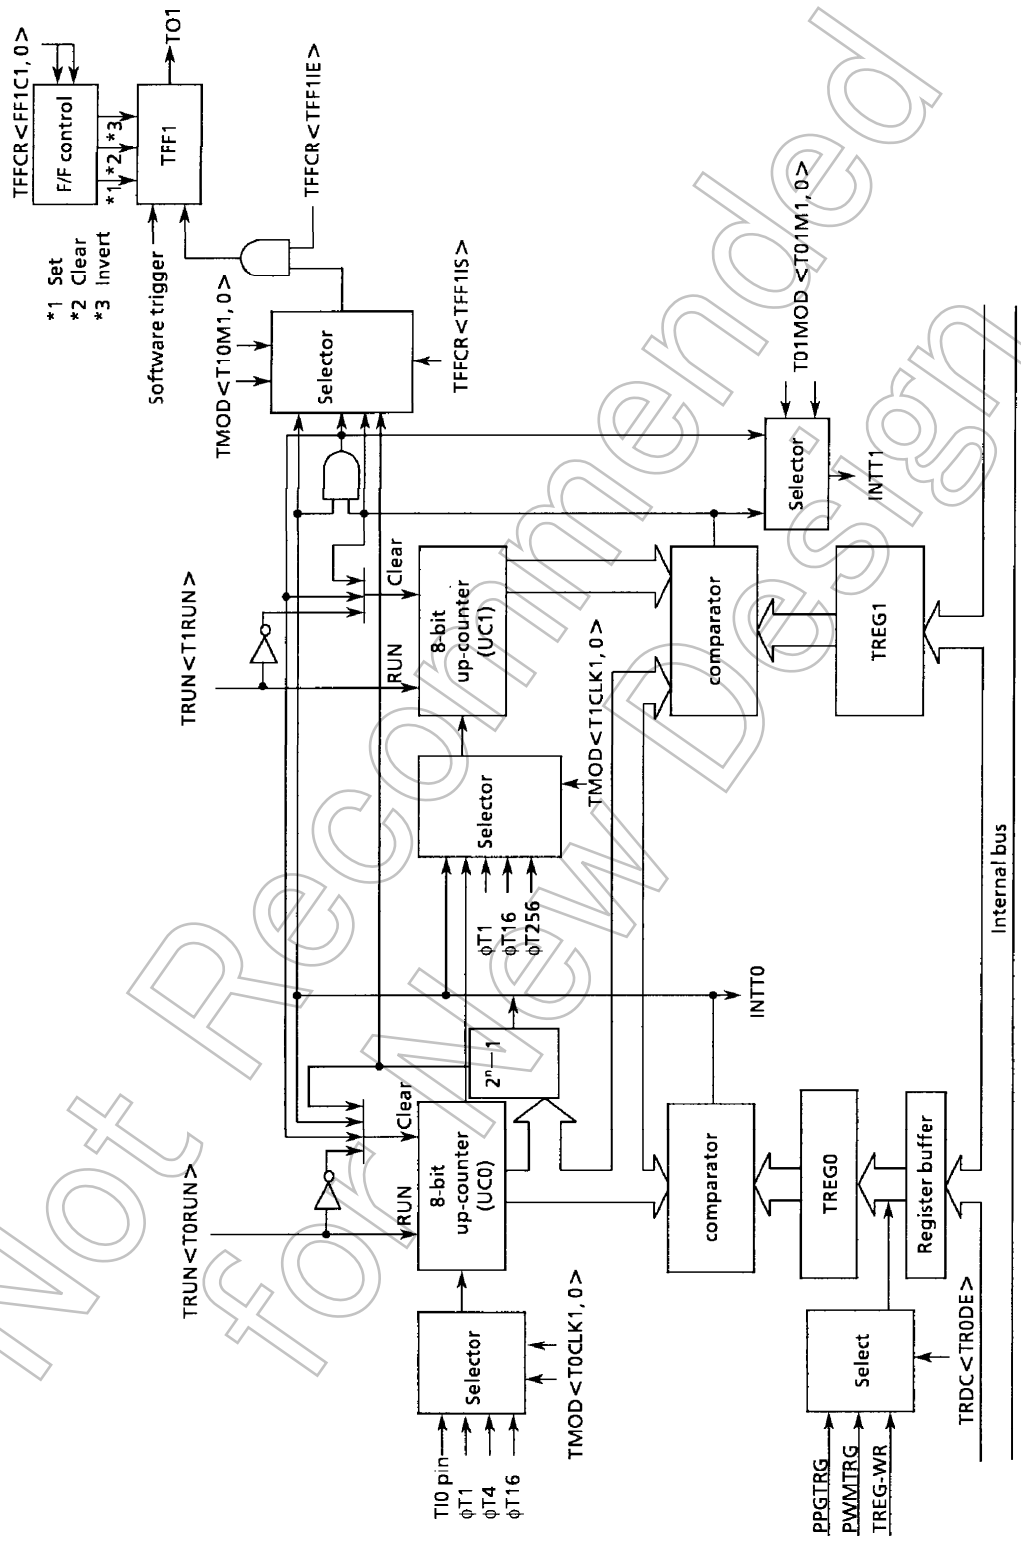 TRUN<T0RUN>
TRUN<T1RUN>
TMOD<T10M1, 0>
TFFCR<FF1C1, 0>
F/F control
*1 *2 *3
TFF1
TO1
*1 Set
*2 Clear
*3 Invert
Software trigger
TFFCR<TFF1IE>
Selector
TFFCR<TFF1IS>
RUN
Clear
RUN
Clear
TI0 pin
φT1
φT4
φT16
Selector
TMOD<T0CLK1, 0>
8-bit
up-counter
(UC0)
2ⁿ—1
φT1
φT16
φT256
Selector
TMOD<T1CLK1, 0>
8-bit
up-counter
(UC1)
comparator
INTT0
comparator
Selector
INTT1
T01MOD <T01M1, 0>
PPGTRG
PWMTRG
TREG-WR
Select
TRDC<TR0DE>
TREG0
Register buffer
TREG1
Internal bus
Not Recommended
for New Design